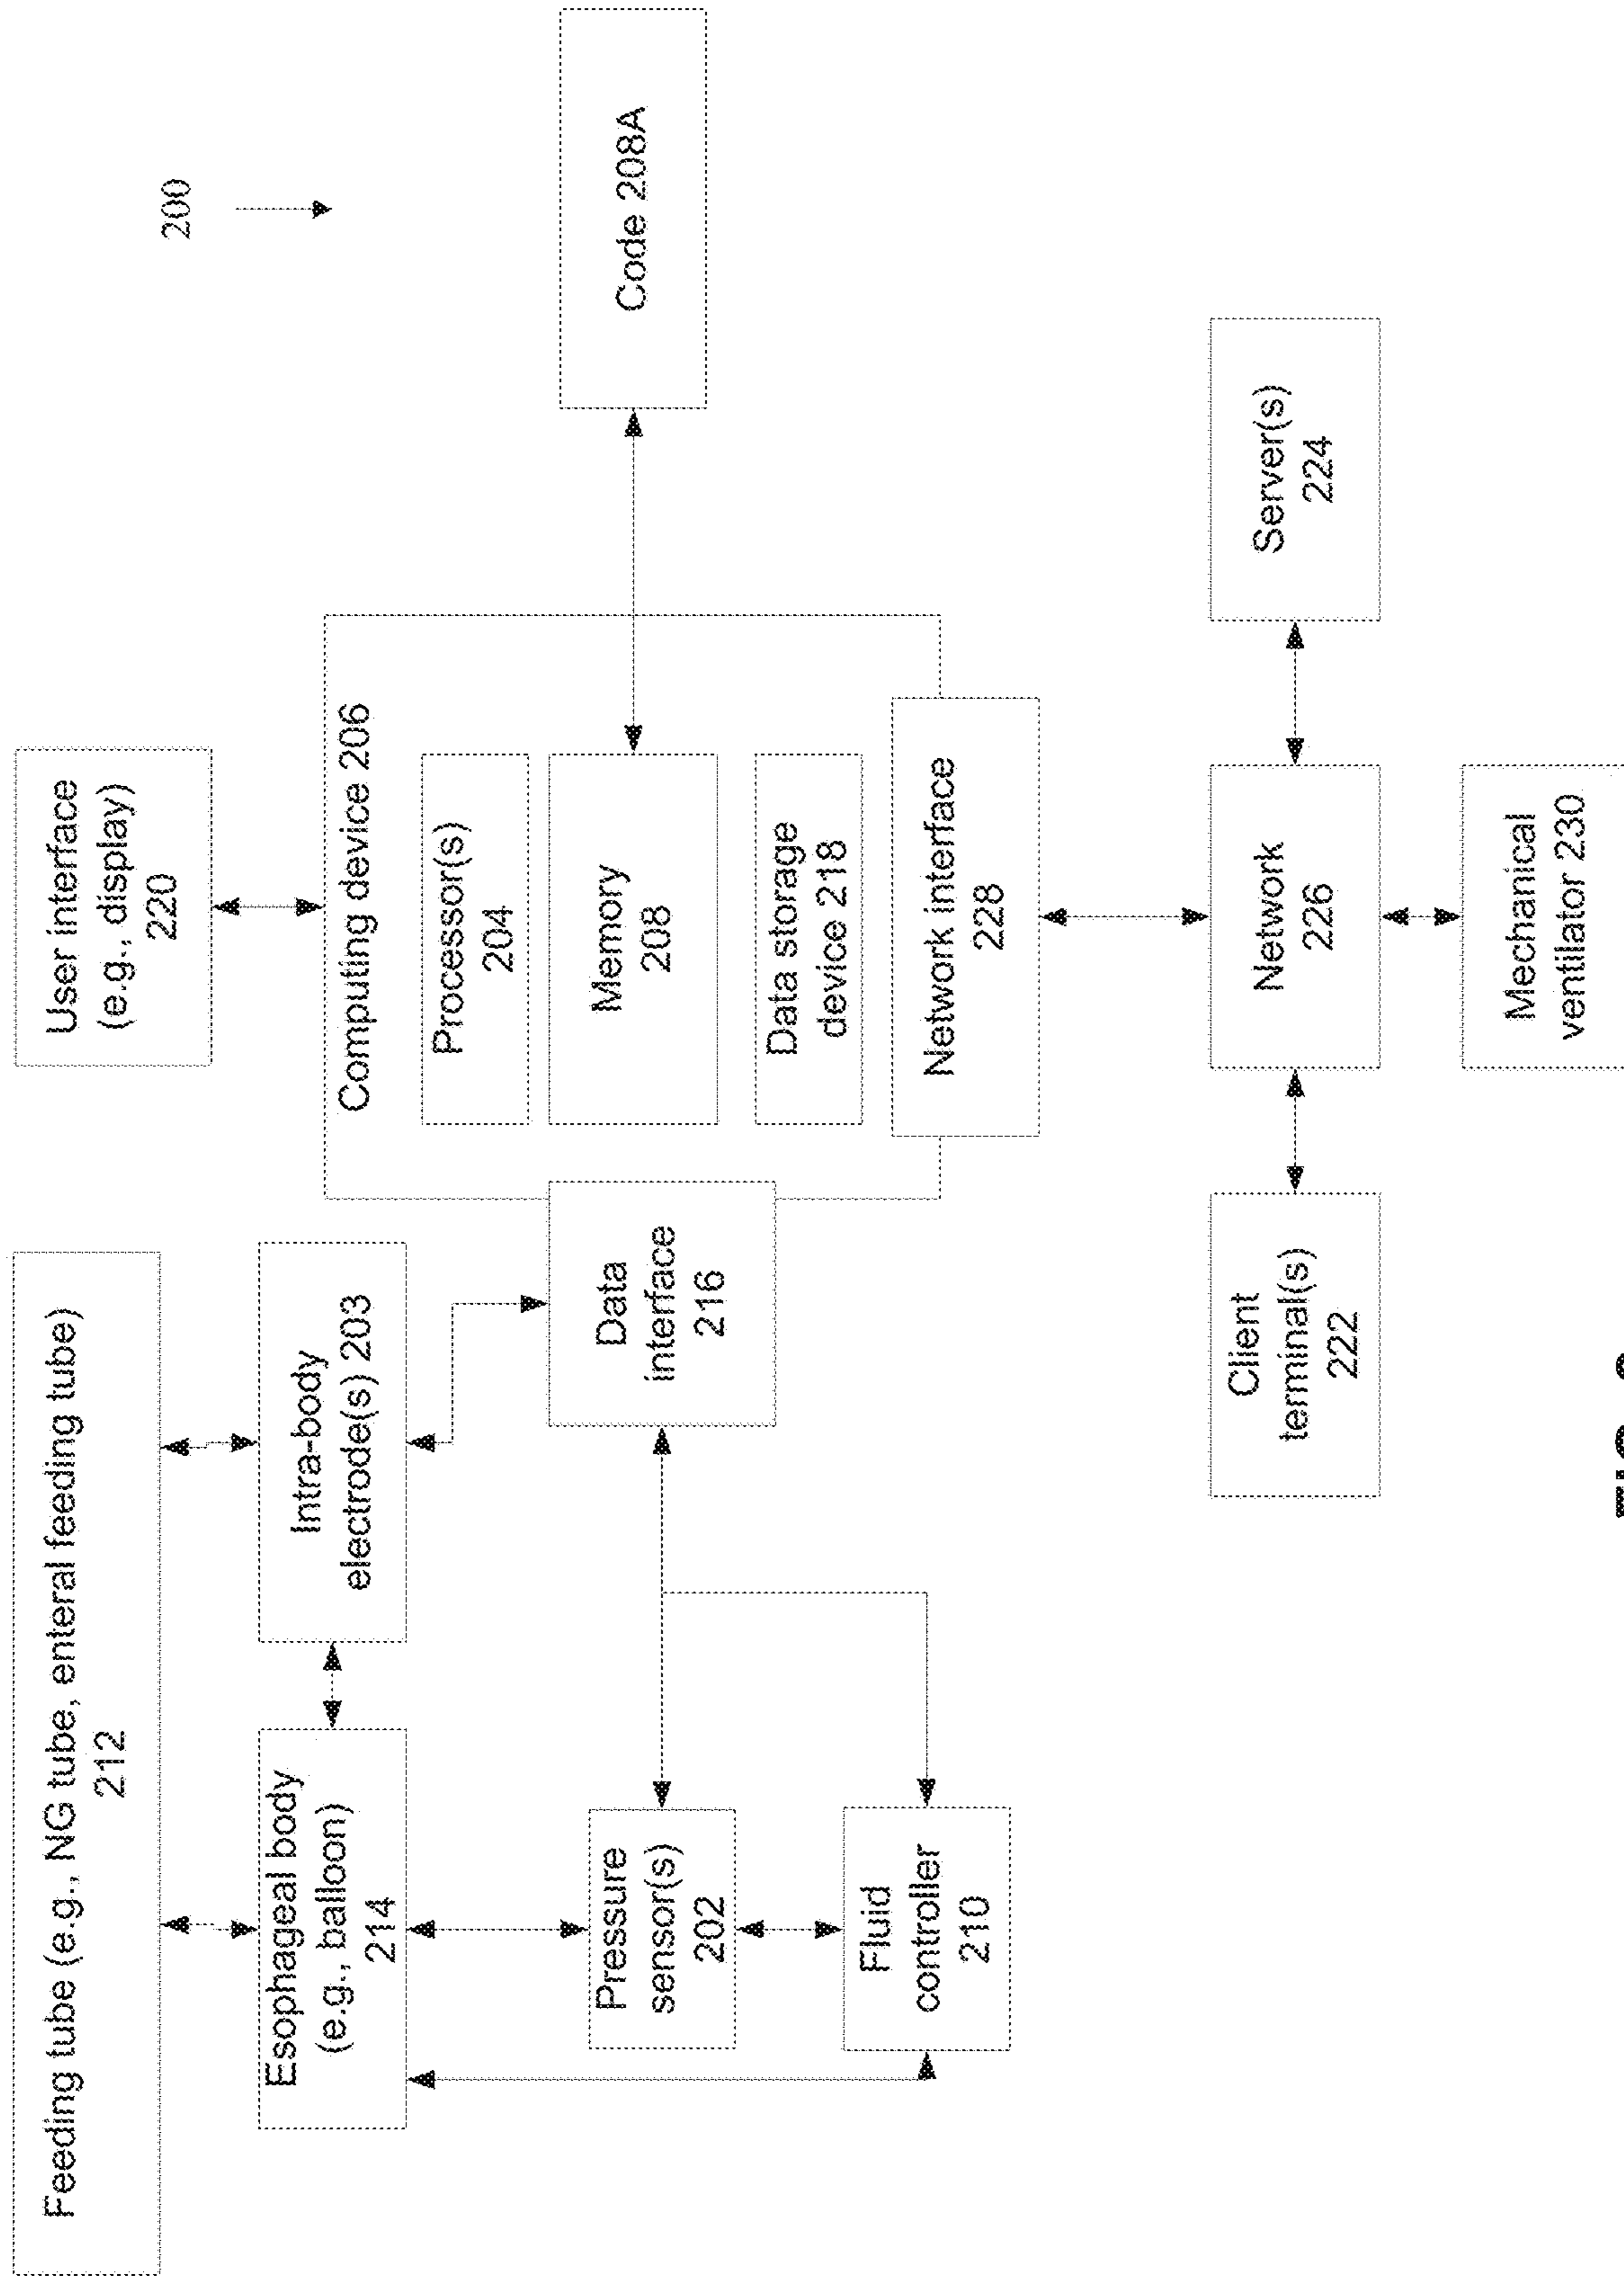 200
Feeding tube (e.g., NG tube, enteral feeding tube)
212
User interface
(e.g., display)
220
Esophageal body
(e.g., balloon)
214
Intra-body
electrode(s) 203
Computing device 206
Processor(s)
204
Memory
208
Code 208A
Data
interface
216
Pressure
sensor(s)
202
Data storage
device 218
Fluid
controller
210
Network interface
228
Client
terminal(s)
222
Network
226
Server(s)
224
Mechanical
ventilator 230